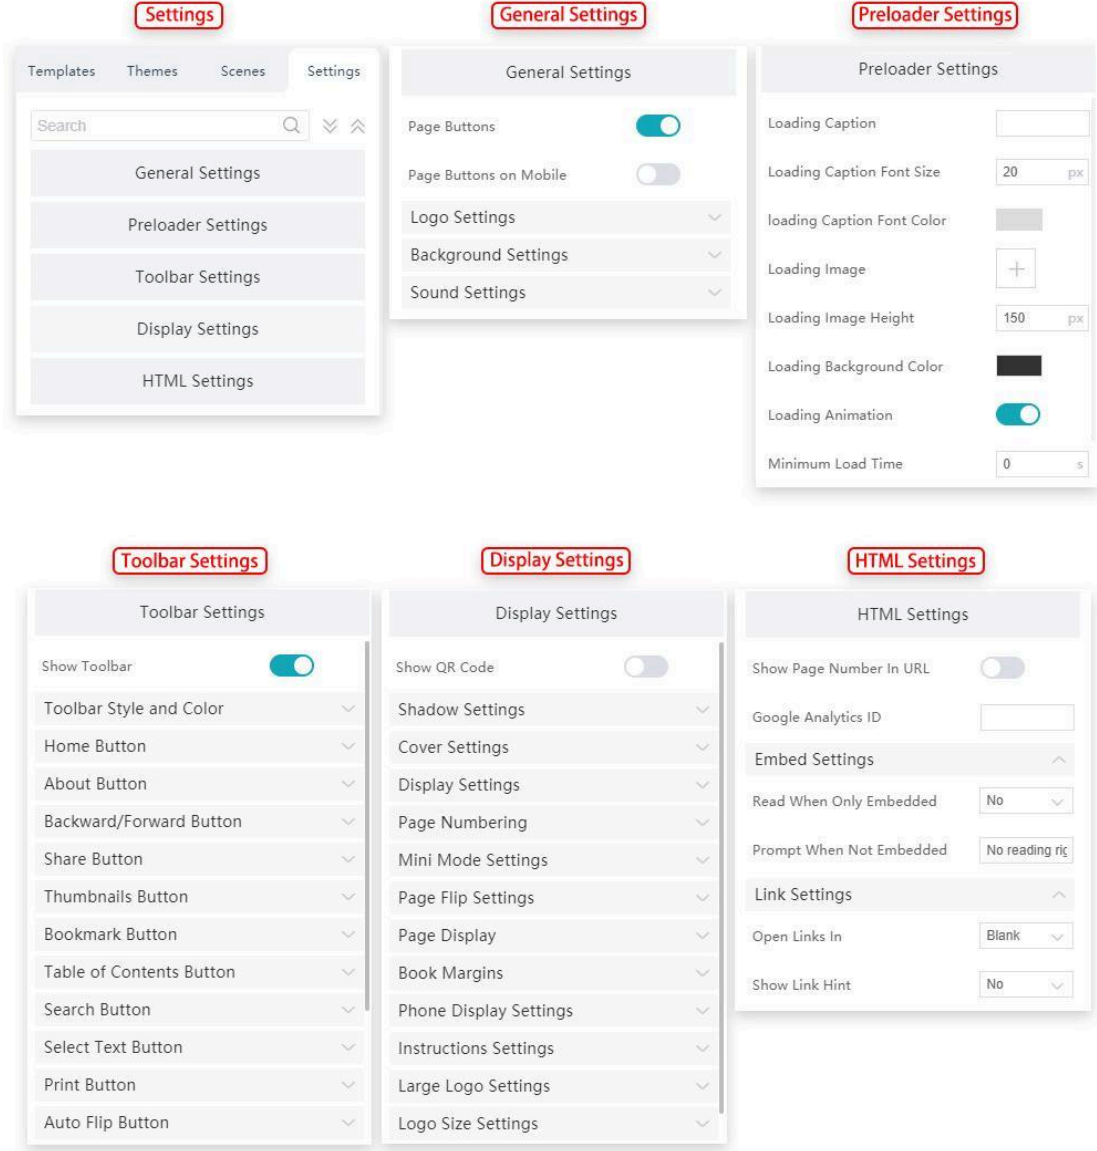 Settings
Templates Themes Scenes Settings
Search
General Settings
Preloader Settings
Toolbar Settings
Display Settings
HTML Settings
General Settings
General Settings
Page Buttons
Page Buttons on Mobile
Logo Settings
Background Settings
Sound Settings
Preloader Settings
Preloader Settings
Loading Caption
Loading Caption Font Size 20 px
loading Caption Font Color
Loading Image
Loading Image Height 150 px
Loading Background Color
Loading Animation
Minimum Load Time 0 s
Toolbar Settings
Toolbar Settings
Show Toolbar
Toolbar Style and Color
Home Button
About Button
Backward/Forward Button
Share Button
Thumbnails Button
Bookmark Button
Table of Contents Button
Search Button
Select Text Button
Print Button
Auto Flip Button
Display Settings
Display Settings
Show QR Code
Shadow Settings
Cover Settings
Display Settings
Page Numbering
Mini Mode Settings
Page Flip Settings
Page Display
Book Margins
Phone Display Settings
Instructions Settings
Large Logo Settings
Logo Size Settings
HTML Settings
HTML Settings
Show Page Number In URL
Google Analytics ID
Embed Settings
Read When Only Embedded No
Prompt When Not Embedded No reading rig
Link Settings
Open Links In Blank
Show Link Hint No